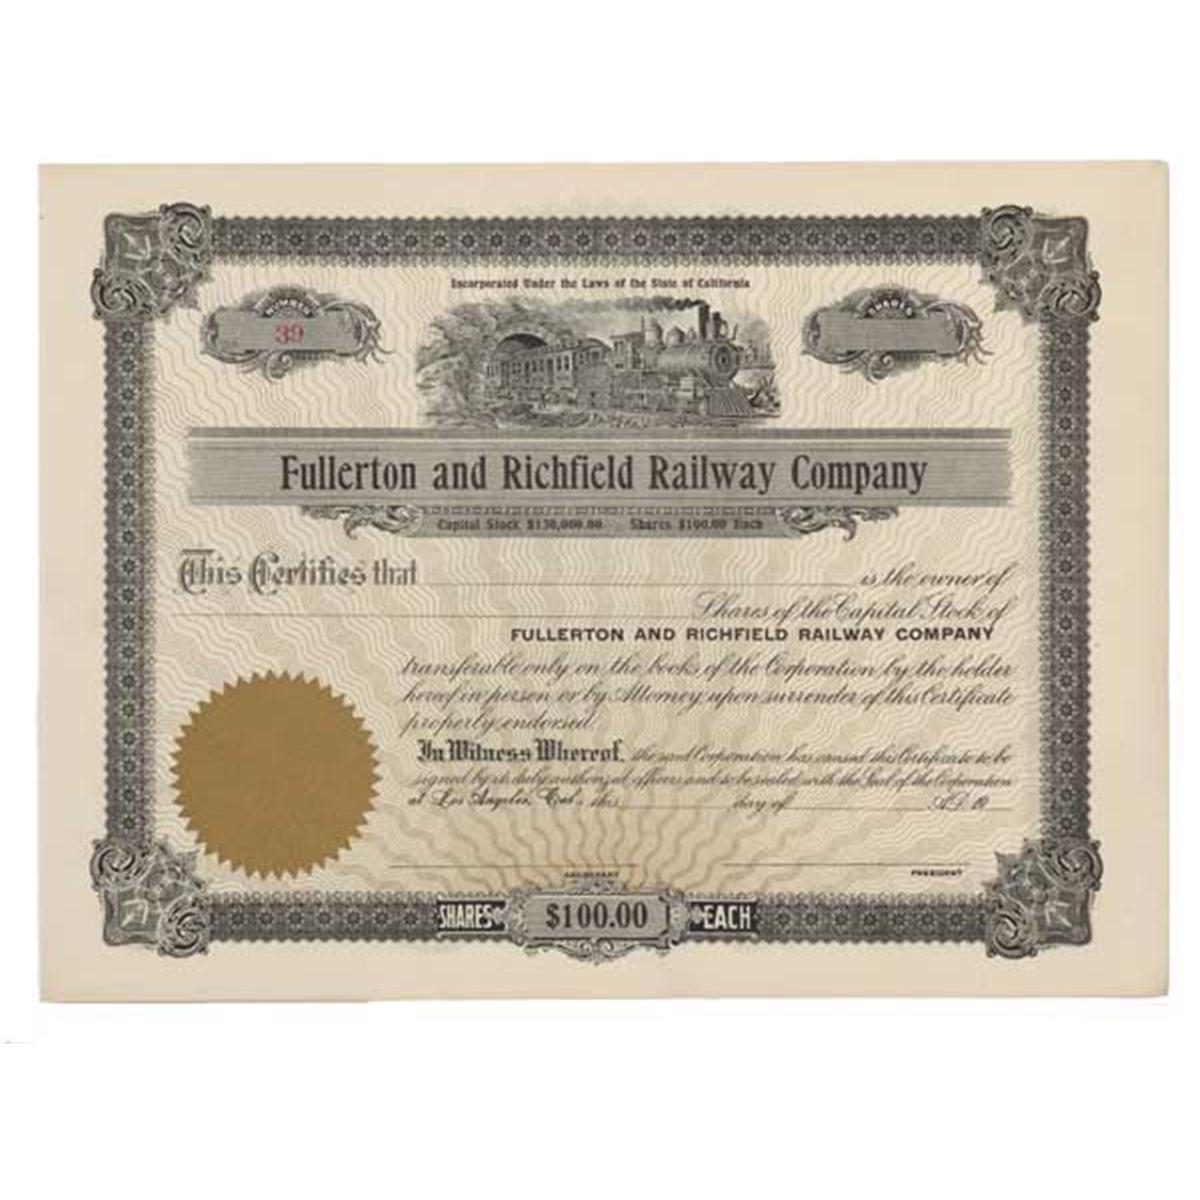 Incorporated Under the Laws of the State of California
NUMBER
39
SHARES
Fullerton and Richfield Railway Company
Capital Stock $150,000.00 Shares $100.00 Each
This Certifies that is the owner of
Shares of the Capital Stock of
FULLERTON AND RICHFIELD RAILWAY COMPANY
transferable only on the books of the Corporation by the holder
hereof in person or by Attorney upon surrender of this Certificate
properly endorsed.
In Witness Whereof, the said Corporation has caused this Certificate to be
signed by its duly authorized officers and to be sealed with the Seal of the Corporation
at Los Angeles, Cal., this day of A.D. 19
SECRETARY
PRESIDENT
SHARES $100.00 EACH